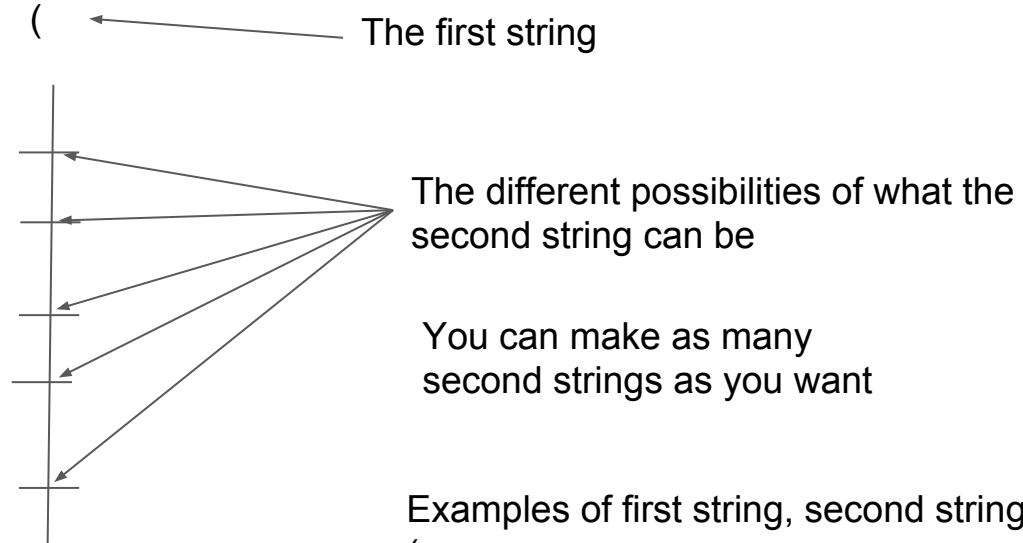 (
The first string
The different possibilities of what the
second string can be
You can make as many
second strings as you want
Examples of first string, second string